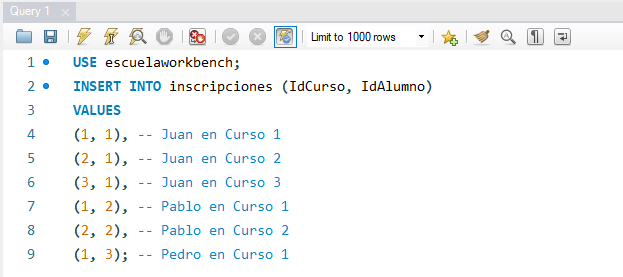 Query 1
Limit to 1000 rows
1 USE escuelaworkbench;
2 INSERT INTO inscripciones (IdCurso, IdAlumno)
3 VALUES
4 (1, 1), -- Juan en Curso 1
5 (2, 1), -- Juan en Curso 2
6 (3, 1), -- Juan en Curso 3
7 (1, 2), -- Pablo en Curso 1
8 (2, 2), -- Pablo en Curso 2
9 (1, 3); -- Pedro en Curso 1